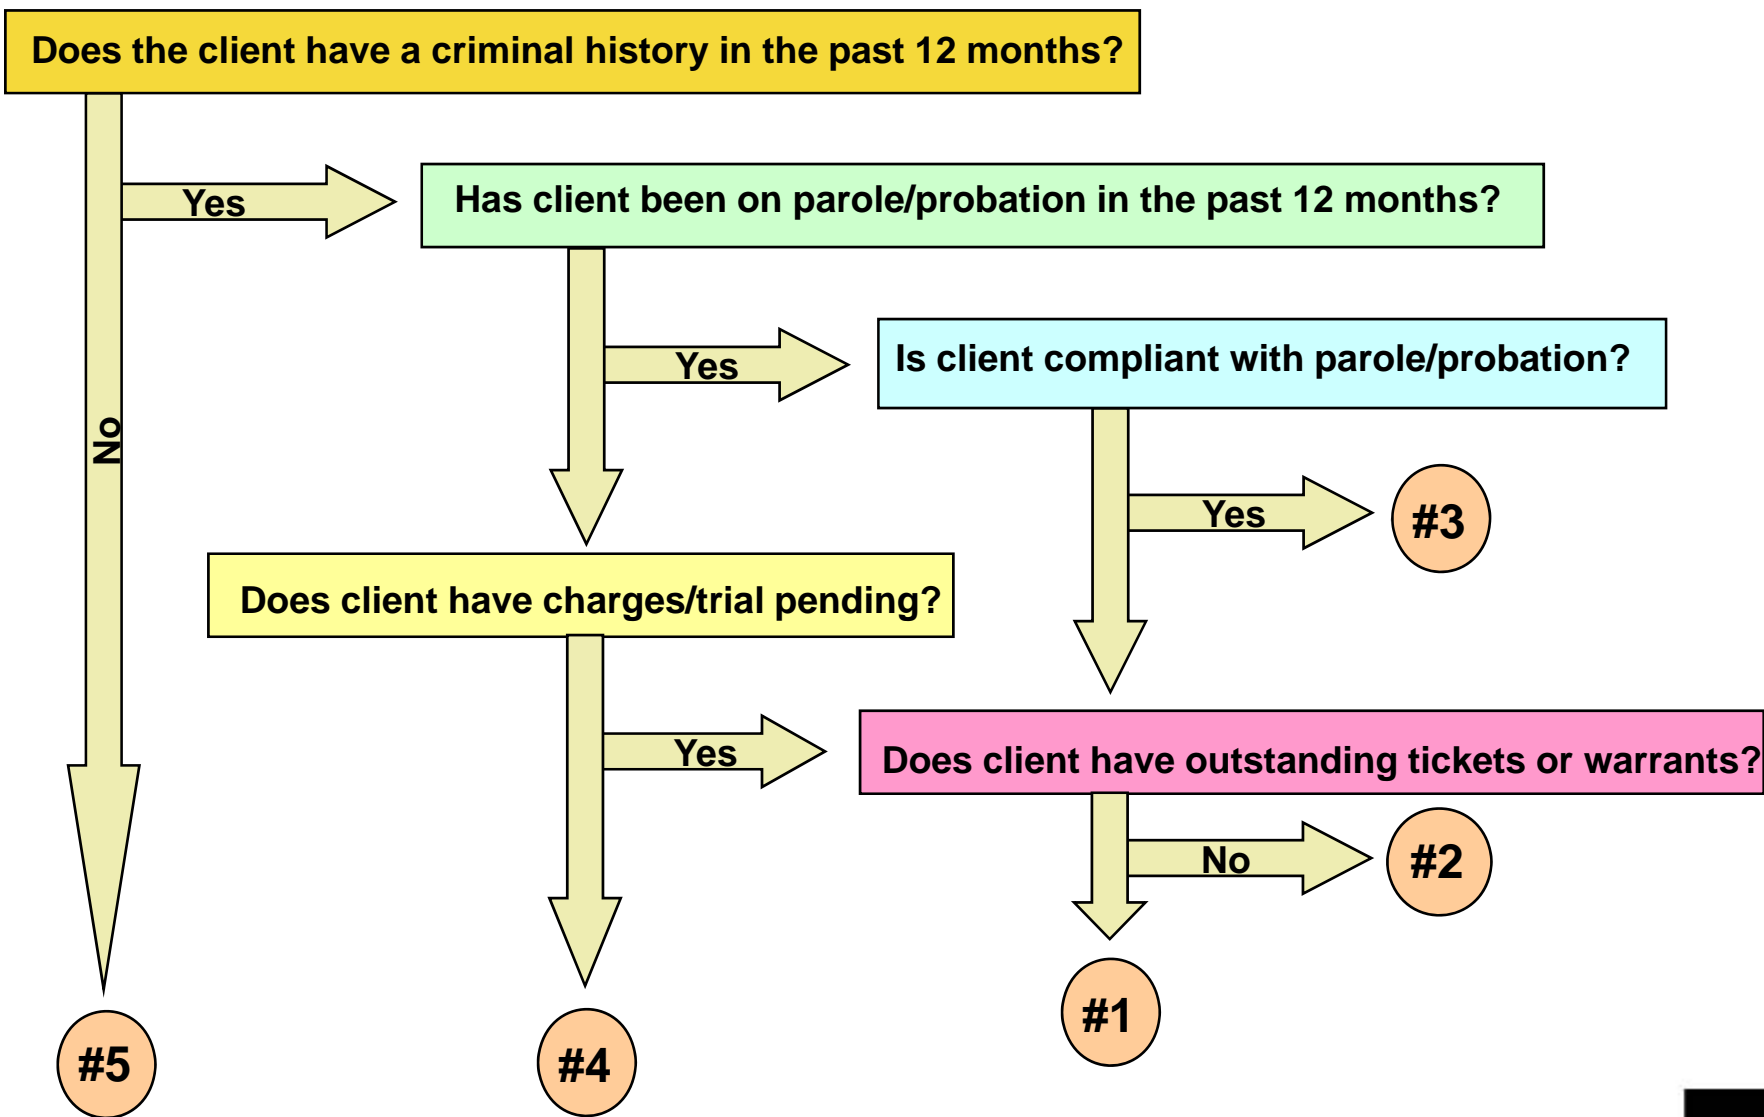 Does the client have a criminal history in the past 12 months?
Yes
Has client been on parole/probation in the past 12 months?
Yes
Is client compliant with parole/probation?
No
Yes
#3
Does client have charges/trial pending?
Yes
Does client have outstanding tickets or warrants?
No
#2
#1
#5
#4